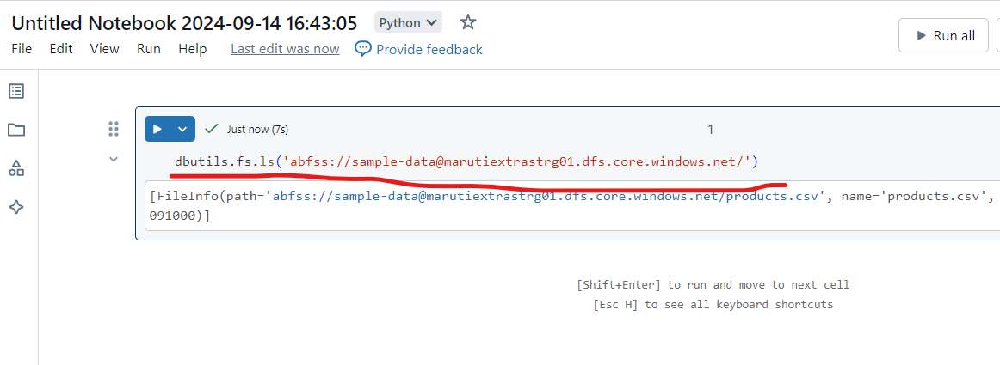 Untitled Notebook 2024-09-14 16:43:05 Python
File Edit View Run Help Last edit was now Provide feedback
Run all
Just now (7s)
1
dbutils.fs.ls('abfss://sample-data@marutiextrastrg01.dfs.core.windows.net/')
[FileInfo(path='abfss://sample-data@marutiextrastrg01.dfs.core.windows.net/products.csv', name='products.csv',
091000)]
[Shift+Enter] to run and move to next cell
[Esc H] to see all keyboard shortcuts